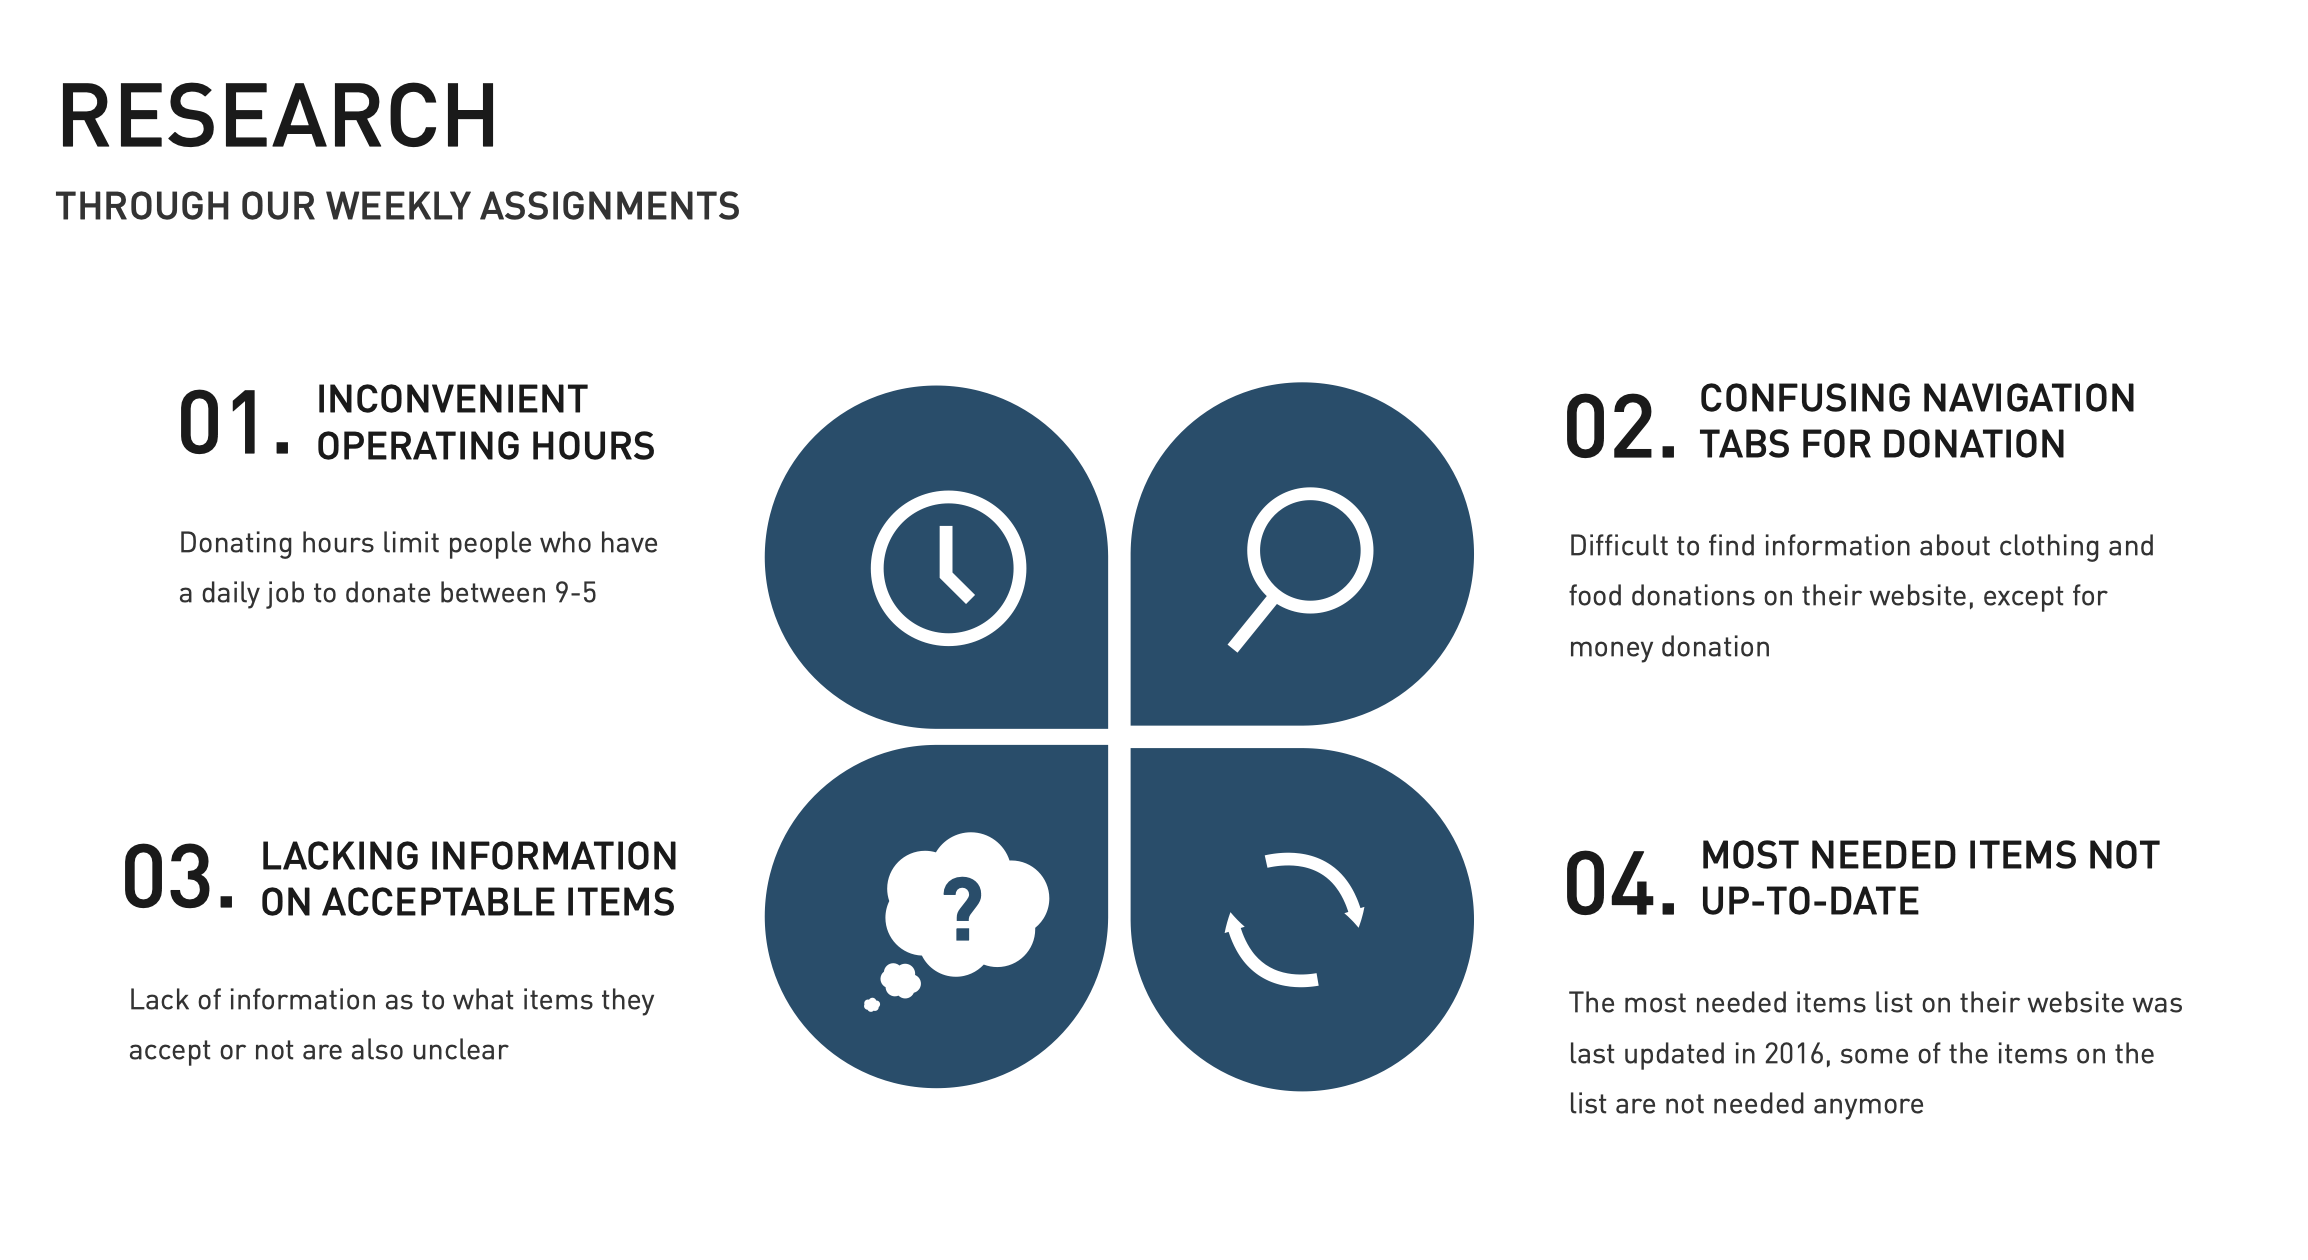 RESEARCH
THROUGH OUR WEEKLY ASSIGNMENTS
01.
INCONVENIENT
OPERATING HOURS
Donating hours limit people who have
a daily job to donate between 9-5
02.
CONFUSING NAVIGATION
TABS FOR DONATION
Difficult to find information about clothing and
food donations on their website, except for
money donation
03.
LACKING INFORMATION
ON ACCEPTABLE ITEMS
Lack of information as to what items they
accept or not are also unclear
?
04.
MOST NEEDED ITEMS NOT
UP-TO-DATE
The most needed items list on their website was
last updated in 2016, some of the items on the
list are not needed anymore